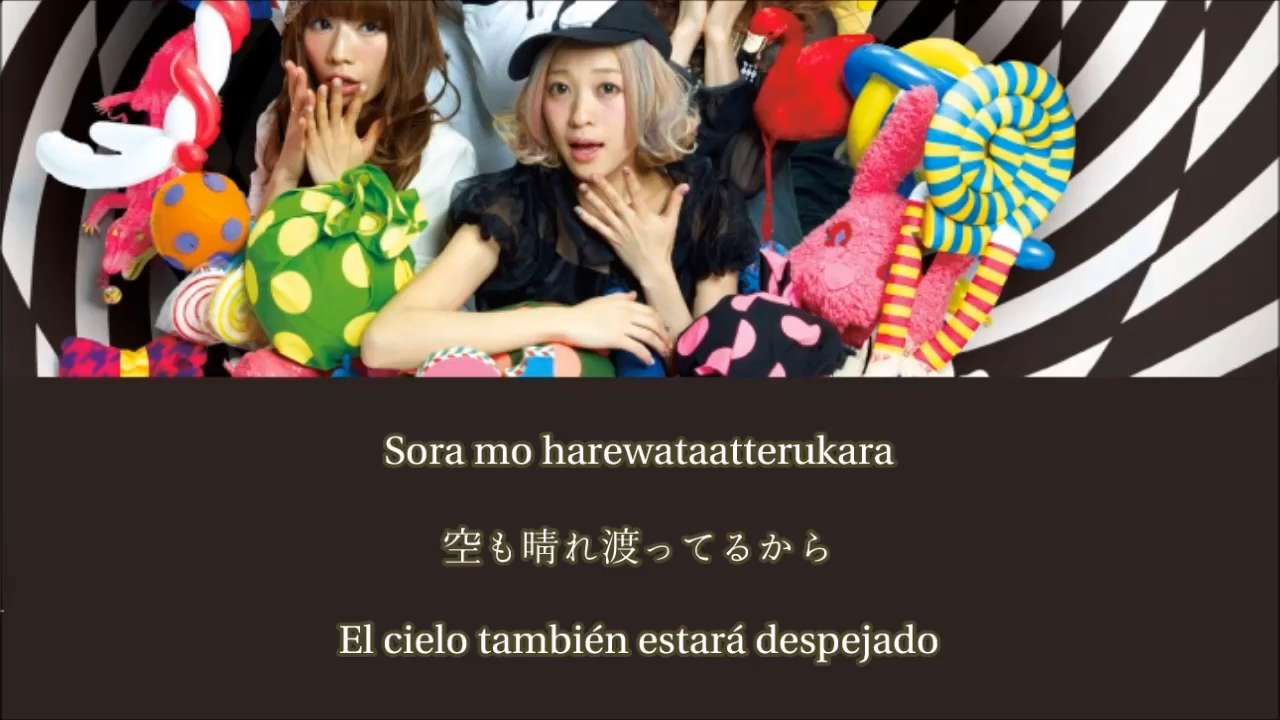 Sora mo harewataatterukara
空も晴れ渡ってるから
El cielo también estará despejado